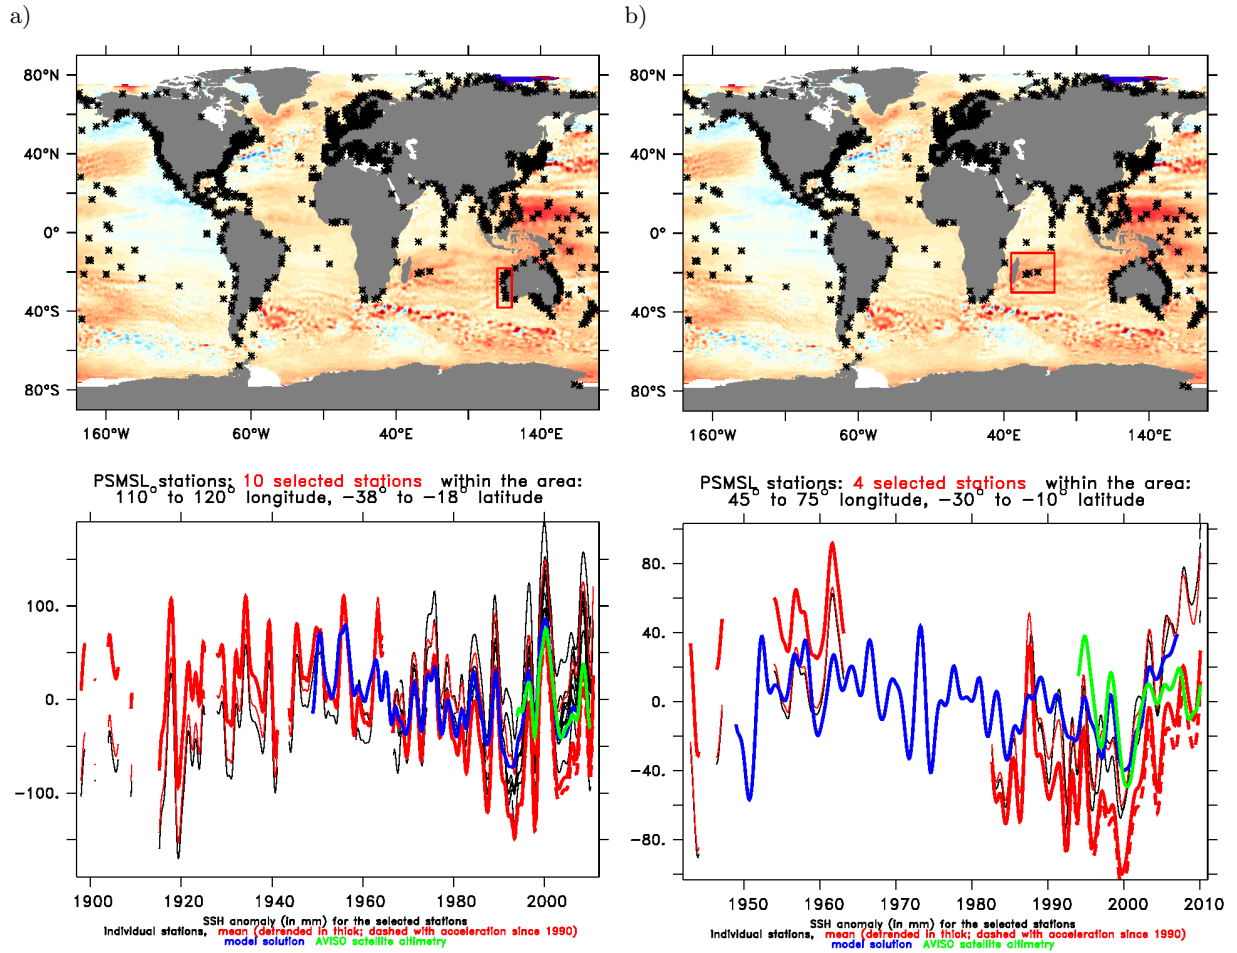 a)
b)
80°N
40°N
0°
40°S
80°S
160°W
60°W
40°E
140°E
80°N
40°N
0°
40°S
80°S
160°W
60°W
40°E
140°E
PSMSL stations: 10 selected stations within the area:
110° to 120° longitude, −38° to −18° latitude
100.
0.
−100.
1900
1920
1940
1960
1980
2000
SSH anomaly (in mm) for the selected stations
individual stations, mean (detrended in thick; dashed with acceleration since 1990)
model solution AVISO satellite altimetry
PSMSL stations: 4 selected stations within the area:
45° to 75° longitude, −30° to −10° latitude
80.
40.
0.
−40.
−80.
1950
1960
1970
1980
1990
2000
2010
SSH anomaly (in mm) for the selected stations
individual stations, mean (detrended in thick; dashed with acceleration since 1990)
model solution AVISO satellite altimetry